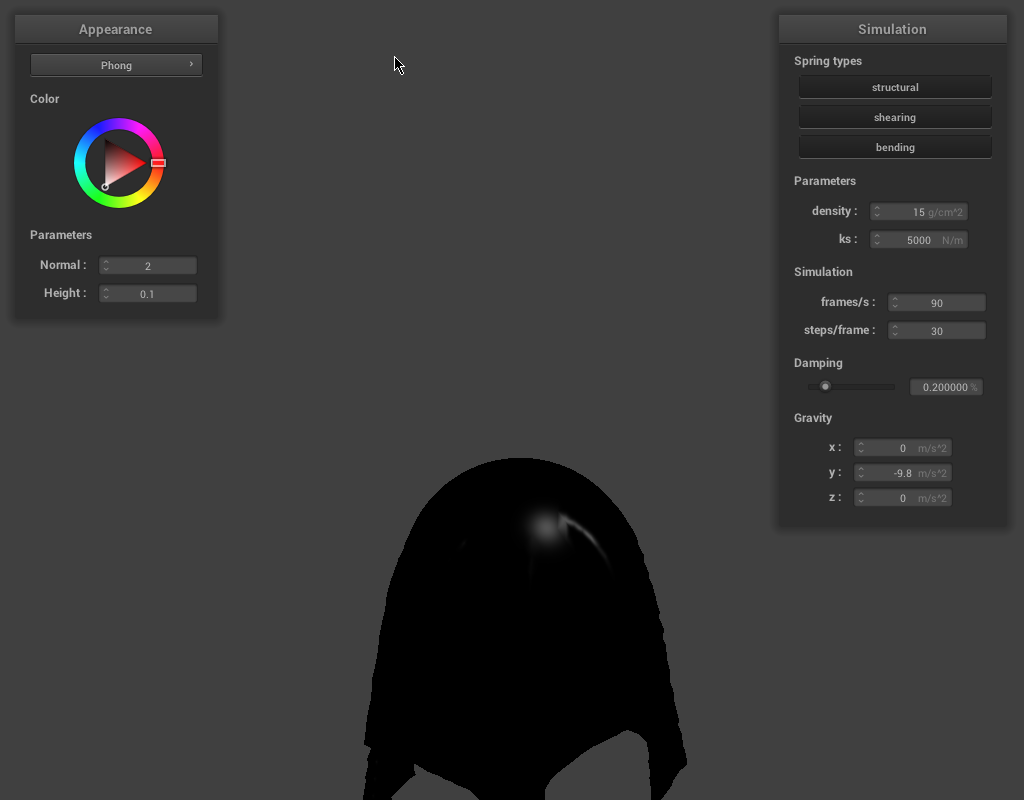 Appearance
Phong
Color
Parameters
Normal : 2
Height : 0.1
Simulation
Spring types
structural
shearing
bending
Parameters
density : 15 g/cm^2
ks : 5000 N/m
Simulation
frames/s : 90
steps/frame : 30
Damping
0.200000 %
Gravity
x : 0 m/s^2
y : -9.8 m/s^2
z : 0 m/s^2